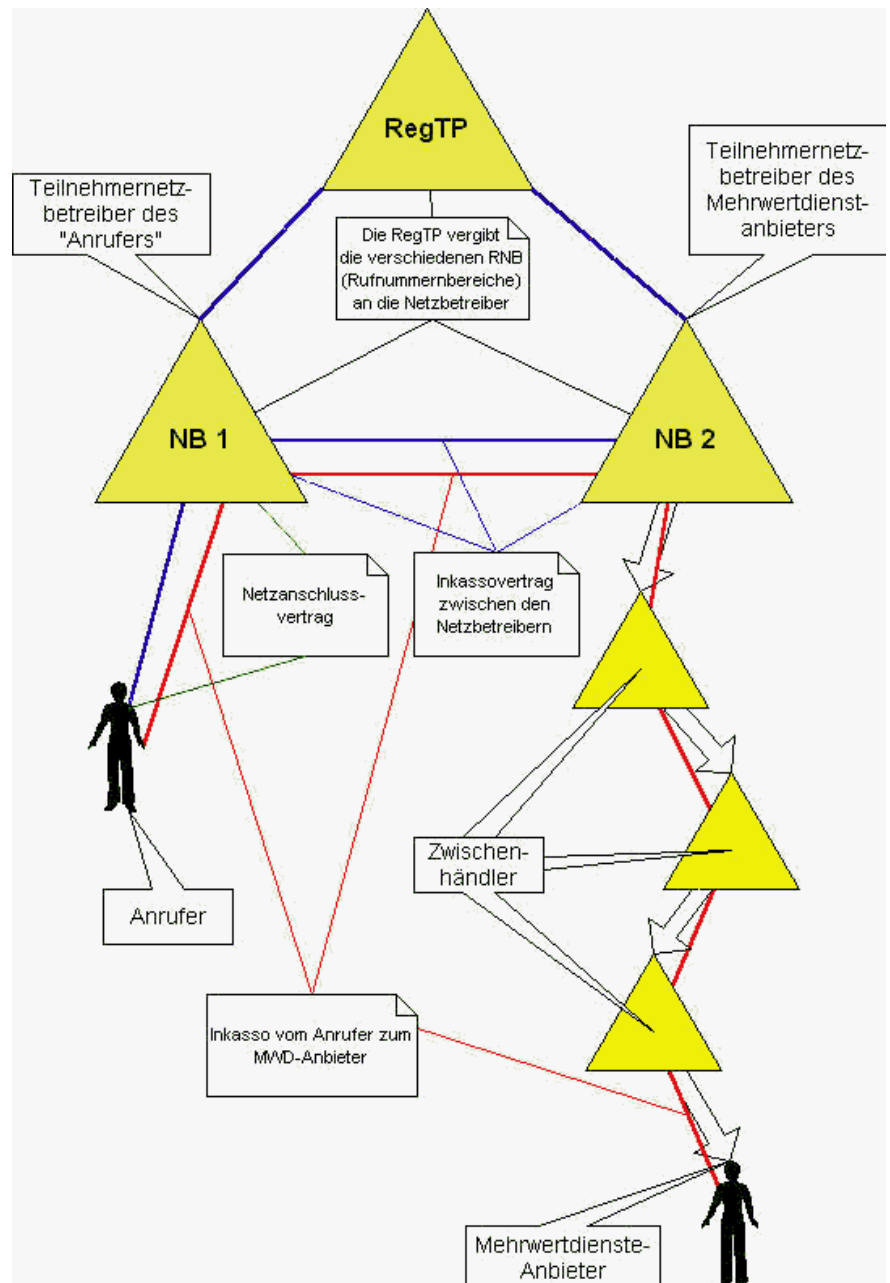 RegTP
Teilnehmernetz-
betreiber des
"Anrufers"
Teilnehmernetz-
betreiber des
Mehrwertdienst-
anbieters
Die RegTP vergibt
die verschiedenen RNB
(Rufnummernbereiche)
an die Netzbetreiber
NB 1
NB 2
Netzanschluss-
vertrag
Inkassovertrag
zwischen den
Netzbetreibern
Zwischen-
händler
Anrufer
Inkasso vom Anrufer zum
MWD-Anbieter
Mehrwertdienste-
Anbieter